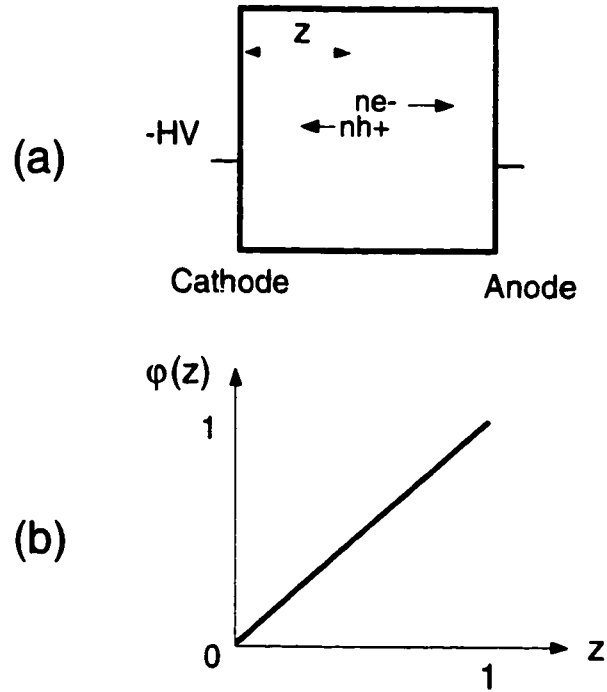 z
ne-
nh+
-HV
(a)
Cathode Anode
φ(z)
1
(b)
0 1 z